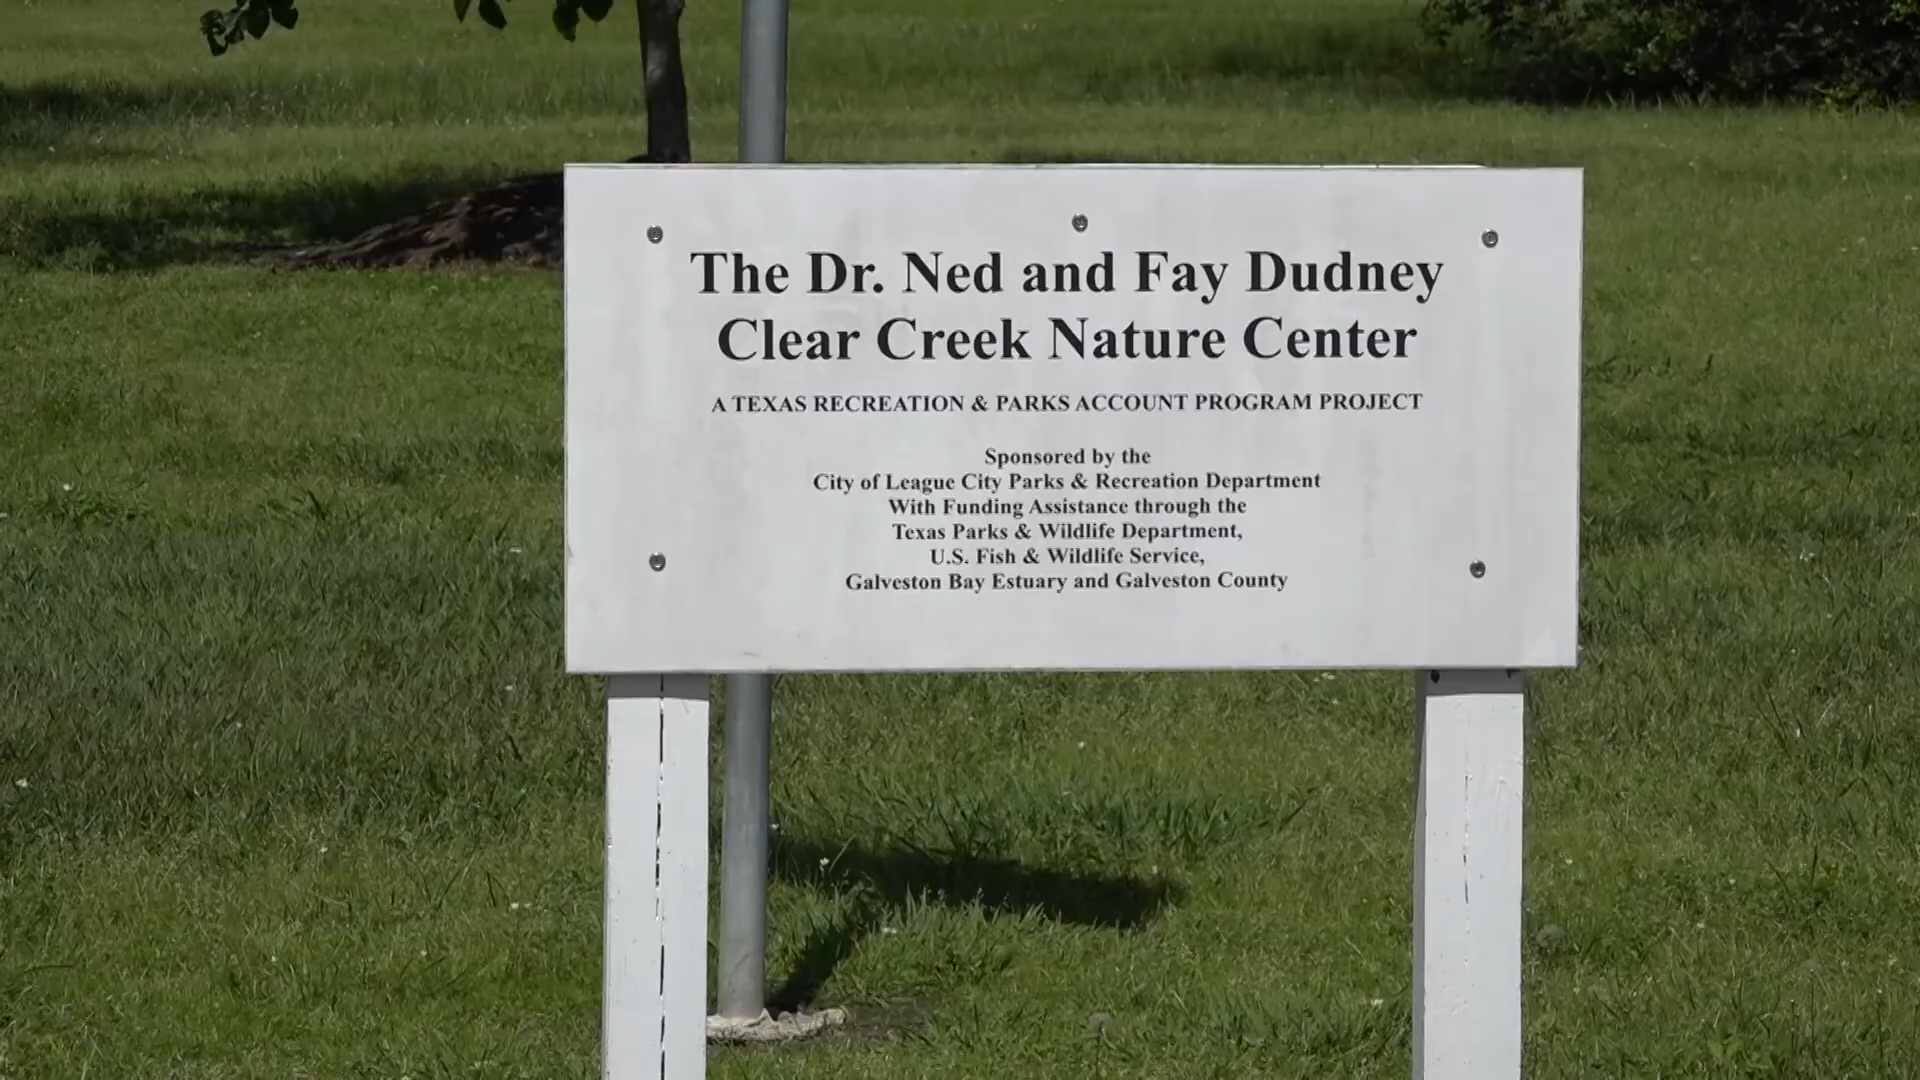 The Dr. Ned and Fay Dudney
Clear Creek Nature Center
A TEXAS RECREATION & PARKS ACCOUNT PROGRAM PROJECT
Sponsored by the
City of League City Parks & Recreation Department
With Funding Assistance through the
Texas Parks & Wildlife Department,
U.S. Fish & Wildlife Service,
Galveston Bay Estuary and Galveston County